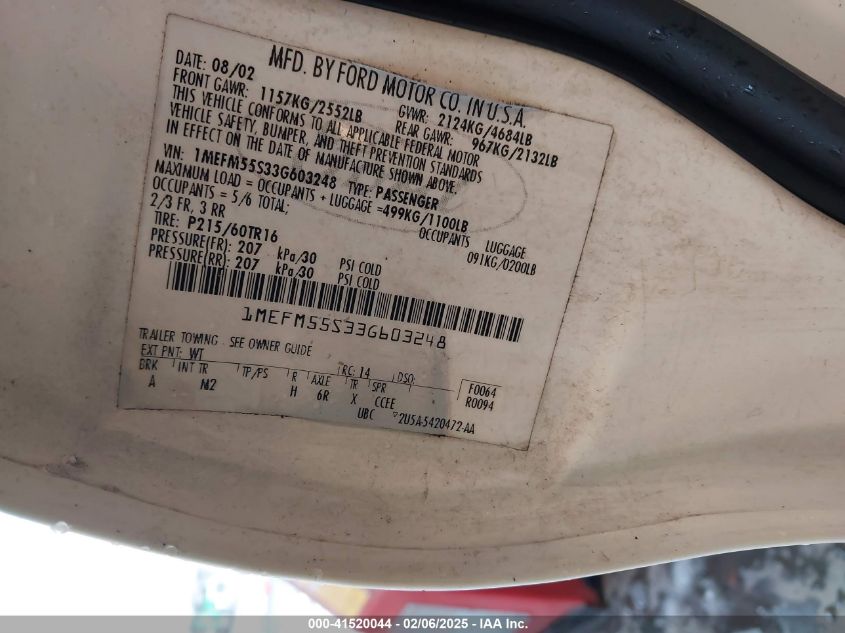 MFD. BY FORD MOTOR CO. IN U.S.A.
DATE: 08/02 GVWR: 2124KG/4684LB
FRONT GAWR: 1157KG/2552LB REAR GAWR: 967KG/2132LB
THIS VEHICLE CONFORMS TO ALL APPLICABLE FEDERAL MOTOR
VEHICLE SAFETY, BUMPER, AND THEFT PREVENTION STANDARDS
IN EFFECT ON THE DATE OF MANUFACTURE SHOWN ABOVE.
VIN: 1MEFM55S33G603248 TYPE: PASSENGER
MAXIMUM LOAD = OCCUPANTS + LUGGAGE =499KG/1100LB
OCCUPANTS = 5/6 TOTAL; OCCUPANTS LUGGAGE
2/3 FR, 3 RR 091KG/0200LB
TIRE: P215/60TR16
PRESSURE(FR): 207 kPa/30 PSI COLD
PRESSURE(RR): 207 kPa/30 PSI COLD
1MEFM55S33G603248
TRAILER TOWING - SEE OWNER GUIDE
EXT PNT: WT RC: 14 DSO: F0064
BRK INT TR TP/PS R AXLE TR SPR R0094
A M2 H 6R X CCFE
UBC 2U5A-5420472-AA
000-41520044 - 02/06/2025 - IAA Inc.